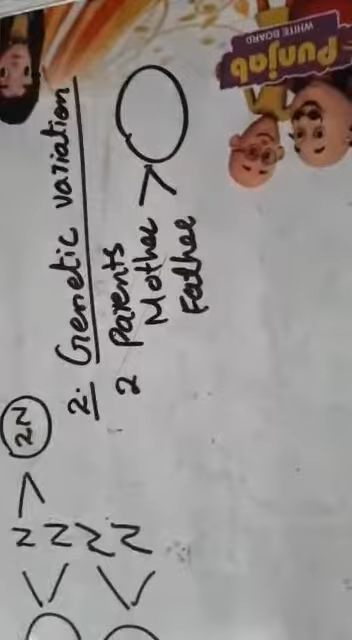 Punjab
WHITE BOARD
2N
N
N
N
N
2. Genetic variation
2 Parents
Mother
Father